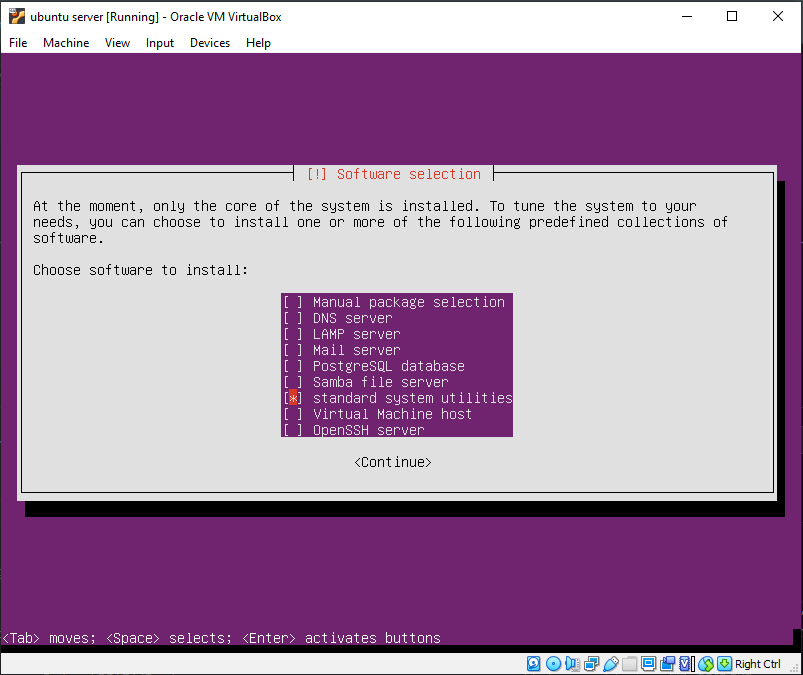 ubuntu server [Running] - Oracle VM VirtualBox
File Machine View Input Devices Help
[!] Software selection
At the moment, only the core of the system is installed. To tune the system to your
needs, you can choose to install one or more of the following predefined collections of
software.
Choose software to install:
[ ] Manual package selection
[ ] DNS server
[ ] LAMP server
[ ] Mail server
[ ] PostgreSQL database
[ ] Samba file server
[*] standard system utilities
[ ] Virtual Machine host
[ ] OpenSSH server
<Continue>
<Tab> moves; <Space> selects; <Enter> activates buttons
Right Ctrl